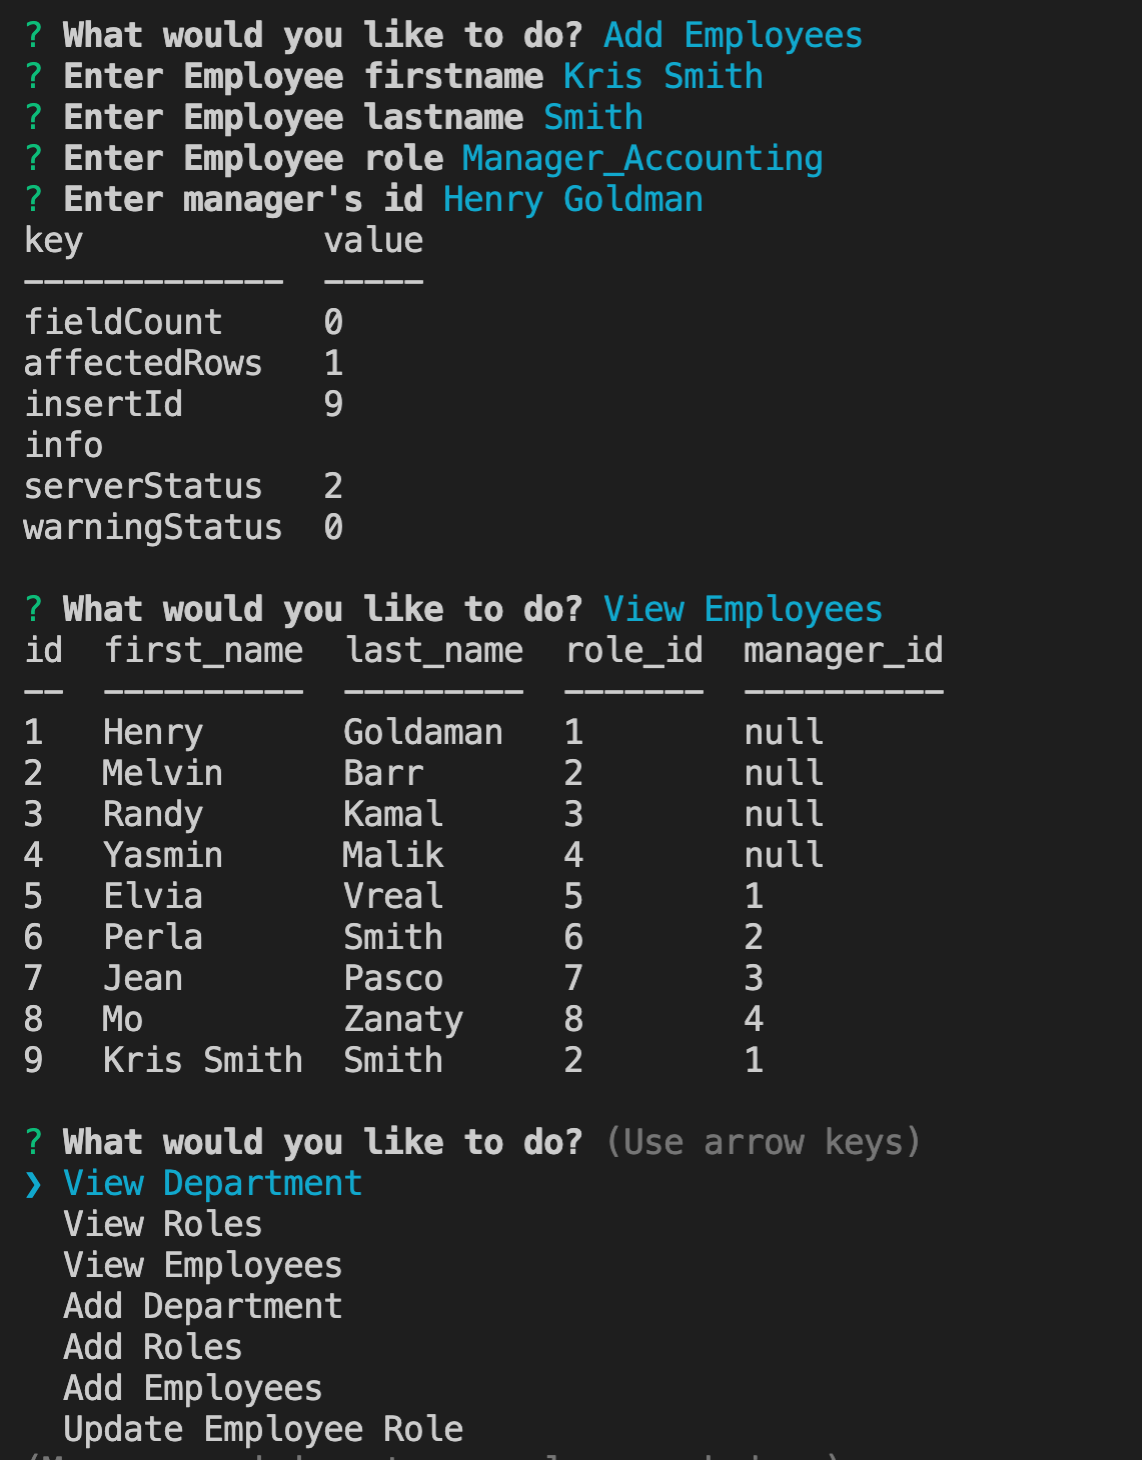 ? What would you like to do? Add Employees
? Enter Employee firstname Kris Smith
? Enter Employee lastname Smith
? Enter Employee role Manager_Accounting
? Enter manager's id Henry Goldman
key            value
-------------  -----
fieldCount     0
affectedRows   1
insertId       9
info
serverStatus   2
warningStatus  0
? What would you like to do? View Employees
id  first_name  last_name  role_id  manager_id
--  ----------  ---------  -------  ----------
1   Henry       Goldaman   1        null
2   Melvin      Barr       2        null
3   Randy       Kamal      3        null
4   Yasmin      Malik      4        null
5   Elvia       Vreal      5        1
6   Perla       Smith      6        2
7   Jean        Pasco      7        3
8   Mo          Zanaty     8        4
9   Kris Smith  Smith      2        1
? What would you like to do? (Use arrow keys)
❯ View Department
  View Roles
  View Employees
  Add Department
  Add Roles
  Add Employees
  Update Employee Role